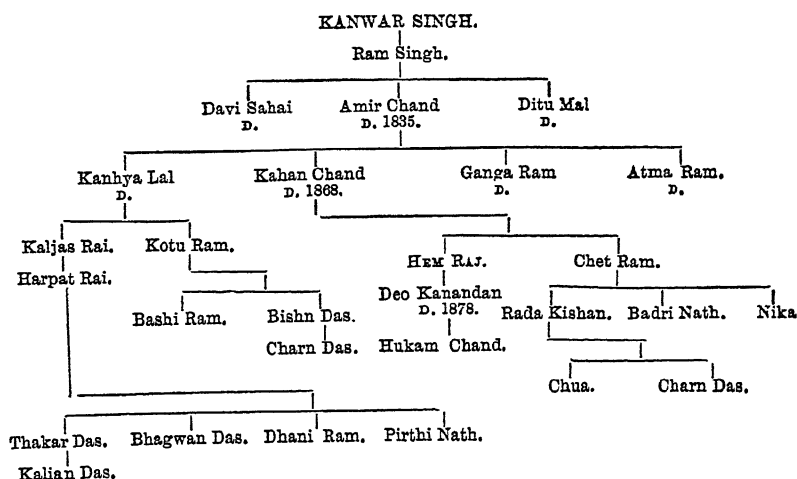 KANWAR SINGH.
Ram Singh.
Davi Sahai Amir Chand Ditu Mal
D. D. 1835. D.
Kanhya Lal Kahan Chand Ganga Ram Atma Ram.
D. D. 1868. D. D.
Kaljas Rai. Kotu Ram. HEM RAJ. Chet Ram.
Harpat Rai.
Deo Kanandan
Bashi Ram. Bishn Das. D. 1878. Rada Kishan. Badri Nath. Nika
Charn Das. Hukam Chand.
Chua. Charn Das.
Thakar Das. Bhagwan Das. Dhani Ram. Pirthi Nath.
Kalian Das.